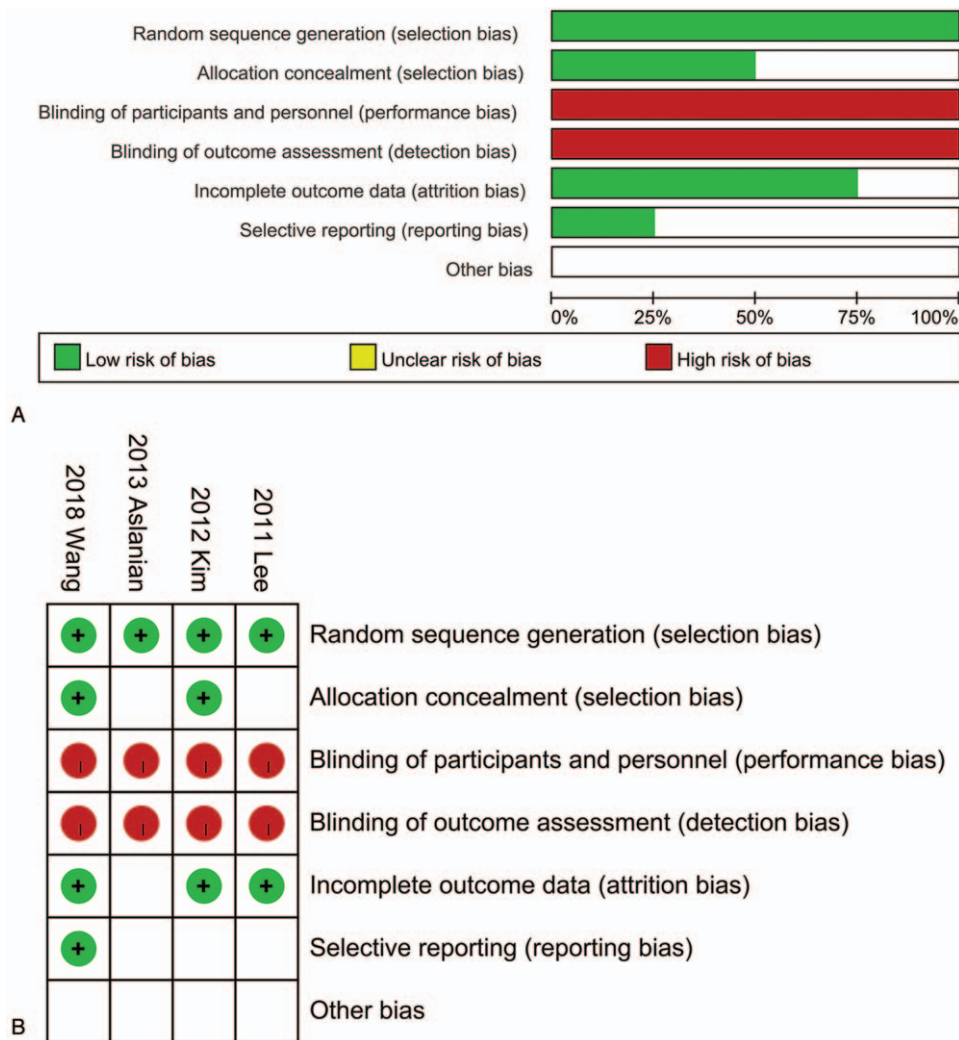 Random sequence generation (selection bias)
Allocation concealment (selection bias)
Blinding of participants and personnel (performance bias)
Blinding of outcome assessment (detection bias)
Incomplete outcome data (attrition bias)
Selective reporting (reporting bias)
Other bias
0% 25% 50% 75% 100%
Low risk of bias Unclear risk of bias High risk of bias
A
2018 Wang
2013 Aslanian
2012 Kim
2011 Lee
+ + + + Random sequence generation (selection bias)
+ + Allocation concealment (selection bias)
Blinding of participants and personnel (performance bias)
Blinding of outcome assessment (detection bias)
+ + + Incomplete outcome data (attrition bias)
+ Selective reporting (reporting bias)
Other bias
B